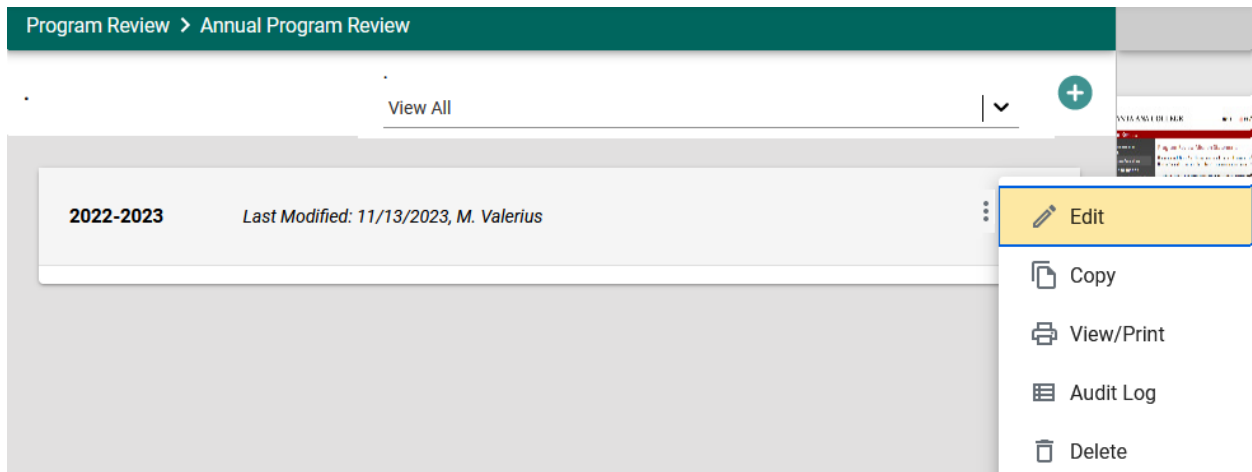 Program Review > Annual Program Review
View All
2022-2023 Last Modified: 11/13/2023, M. Valerius
Edit
Copy
View/Print
Audit Log
Delete